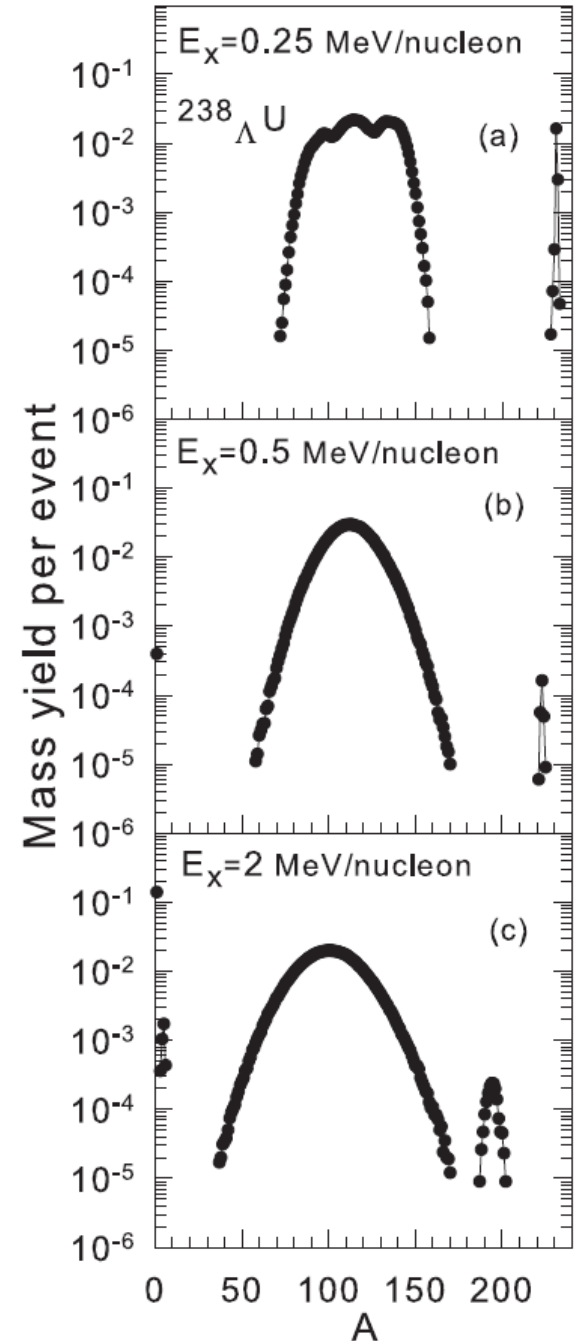 Mass yield per event
E_x=0.25 MeV/nucleon
^238_Λ U
(a)
10^-1
10^-2
10^-3
10^-4
10^-5
10^-6
E_x=0.5 MeV/nucleon
(b)
10^-1
10^-2
10^-3
10^-4
10^-5
10^-6
E_x=2 MeV/nucleon
(c)
10^-1
10^-2
10^-3
10^-4
10^-5
10^-6
0 50 100 150 200
A